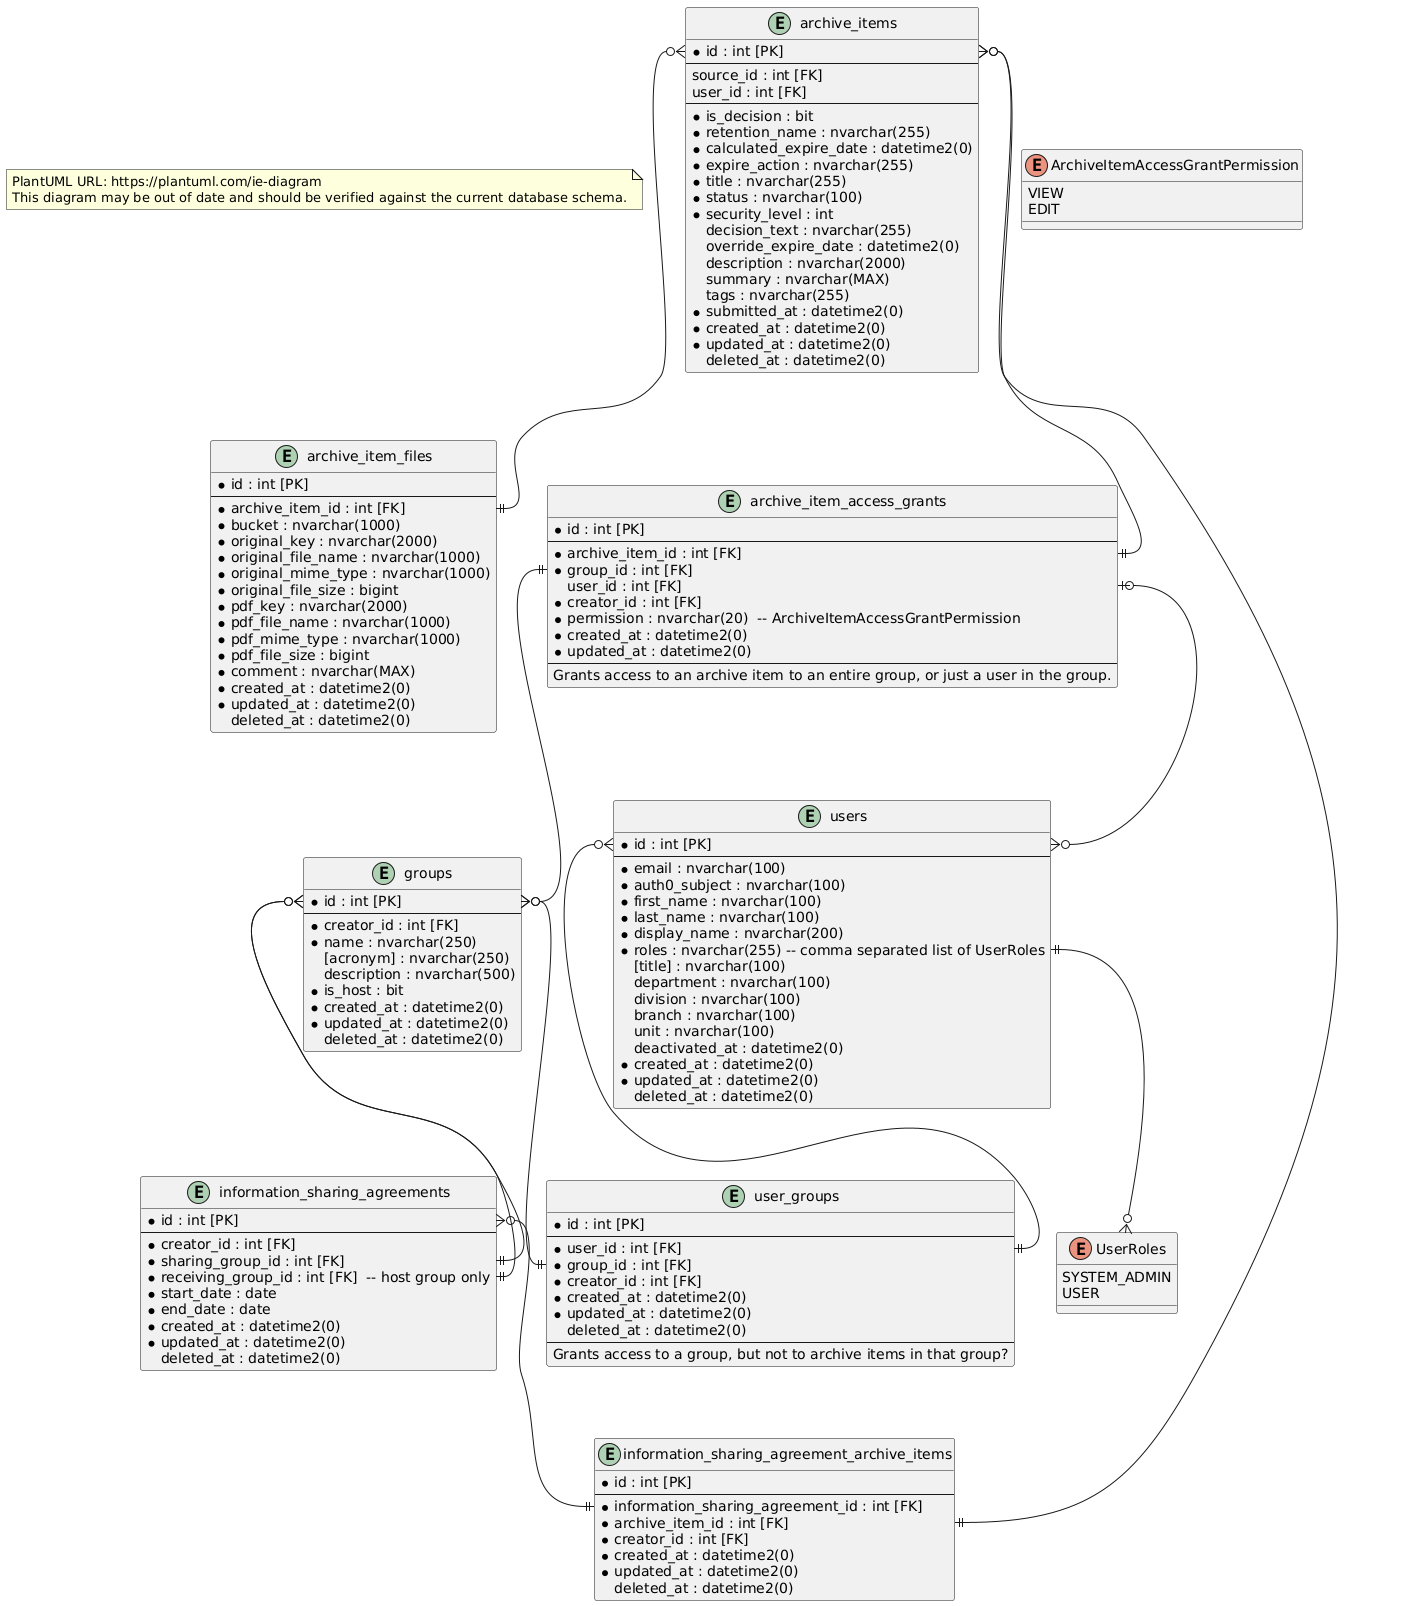 E archive_items
id : int [PK]
source_id : int [FK]
user_id : int [FK]
is_decision : bit
retention_name : nvarchar(255)
calculated_expire_date : datetime2(0)
expire_action : nvarchar(255)
title : nvarchar(255)
status : nvarchar(100)
security_level : int
decision_text : nvarchar(255)
override_expire_date : datetime2(0)
description : nvarchar(2000)
summary : nvarchar(MAX)
tags : nvarchar(255)
submitted_at : datetime2(0)
created_at : datetime2(0)
updated_at : datetime2(0)
deleted_at : datetime2(0)
PlantUML URL: https://plantuml.com/ie-diagram
This diagram may be out of date and should be verified against the current database schema.
E ArchiveItemAccessGrantPermission
VIEW
EDIT
E archive_item_files
id : int [PK]
archive_item_id : int [FK]
bucket : nvarchar(1000)
original_key : nvarchar(2000)
original_file_name : nvarchar(1000)
original_mime_type : nvarchar(1000)
original_file_size : bigint
pdf_key : nvarchar(2000)
pdf_file_name : nvarchar(1000)
pdf_mime_type : nvarchar(1000)
pdf_file_size : bigint
comment : nvarchar(MAX)
created_at : datetime2(0)
updated_at : datetime2(0)
deleted_at : datetime2(0)
E archive_item_access_grants
id : int [PK]
archive_item_id : int [FK]
group_id : int [FK]
user_id : int [FK]
creator_id : int [FK]
permission : nvarchar(20)  -- ArchiveItemAccessGrantPermission
created_at : datetime2(0)
updated_at : datetime2(0)
Grants access to an archive item to an entire group, or just a user in the group.
E users
id : int [PK]
email : nvarchar(100)
auth0_subject : nvarchar(100)
first_name : nvarchar(100)
last_name : nvarchar(100)
display_name : nvarchar(200)
roles : nvarchar(255) -- comma separated list of UserRoles
[title] : nvarchar(100)
department : nvarchar(100)
division : nvarchar(100)
branch : nvarchar(100)
unit : nvarchar(100)
deactivated_at : datetime2(0)
created_at : datetime2(0)
updated_at : datetime2(0)
deleted_at : datetime2(0)
E groups
id : int [PK]
creator_id : int [FK]
name : nvarchar(250)
[acronym] : nvarchar(250)
description : nvarchar(500)
is_host : bit
created_at : datetime2(0)
updated_at : datetime2(0)
deleted_at : datetime2(0)
E information_sharing_agreements
id : int [PK]
creator_id : int [FK]
sharing_group_id : int [FK]
receiving_group_id : int [FK]  -- host group only
start_date : date
end_date : date
created_at : datetime2(0)
updated_at : datetime2(0)
deleted_at : datetime2(0)
E user_groups
id : int [PK]
user_id : int [FK]
group_id : int [FK]
creator_id : int [FK]
created_at : datetime2(0)
updated_at : datetime2(0)
deleted_at : datetime2(0)
Grants access to a group, but not to archive items in that group?
E UserRoles
SYSTEM_ADMIN
USER
E information_sharing_agreement_archive_items
id : int [PK]
information_sharing_agreement_id : int [FK]
archive_item_id : int [FK]
creator_id : int [FK]
created_at : datetime2(0)
updated_at : datetime2(0)
deleted_at : datetime2(0)